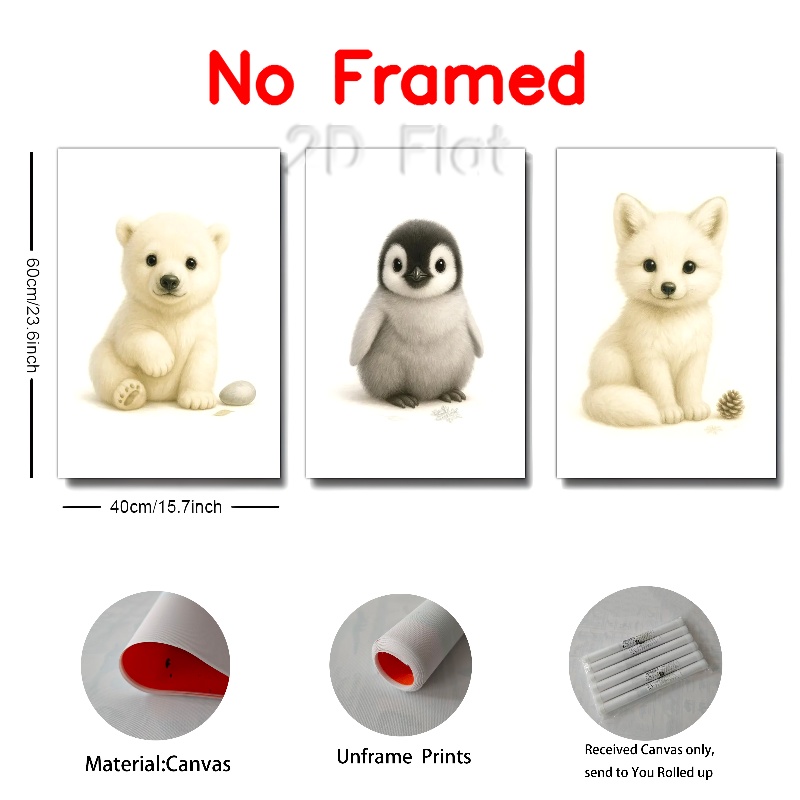 No Framed
2D Flat
60cm/23.6inch
40cm/15.7inch
Material:Canvas
Unframe Prints
Received Canvas only,
send to You Rolled up